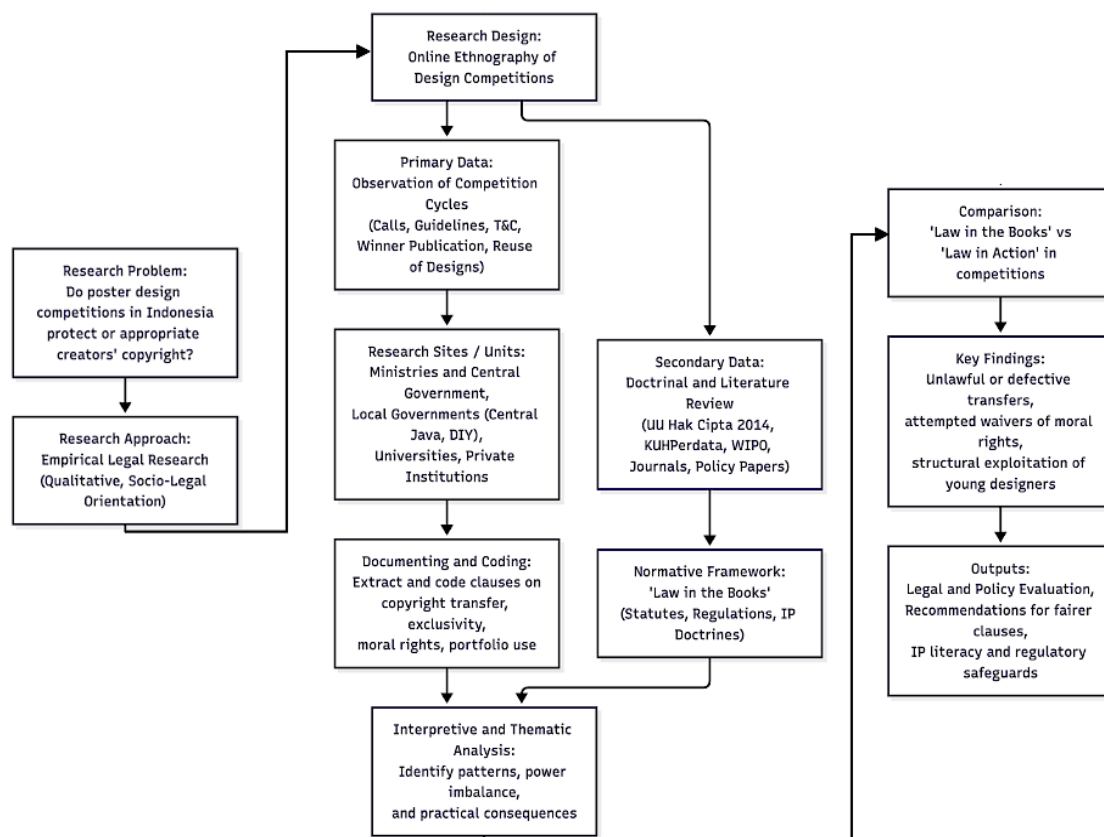 Research Problem:
Do poster design
competitions in Indonesia
protect or appropriate
creators' copyright?
Research Approach:
Empirical Legal Research
(Qualitative, Socio-Legal
Orientation)
Research Design:
Online Ethnography of
Design Competitions
Primary Data:
Observation of Competition
Cycles
(Calls, Guidelines, T&C,
Winner Publication, Reuse
of Designs)
Research Sites / Units:
Ministries and Central
Government,
Local Governments (Central
Java, DIY),
Universities, Private
Institutions
Documenting and Coding:
Extract and code clauses on
copyright transfer,
exclusivity,
moral rights, portfolio use
Secondary Data:
Doctrinal and Literature
Review
(UU Hak Cipta 2014,
KUHPerdata, WIPO,
Journals, Policy Papers)
Normative Framework:
'Law in the Books'
(Statutes, Regulations, IP
Doctrines)
Interpretive and Thematic
Analysis:
Identify patterns, power
imbalance,
and practical consequences
Comparison:
'Law in the Books' vs
'Law in Action' in
competitions
Key Findings:
Unlawful or defective
transfers,
attempted waivers of moral
rights,
structural exploitation of
young designers
Outputs:
Legal and Policy Evaluation,
Recommendations for fairer
clauses,
IP literacy and regulatory
safeguards